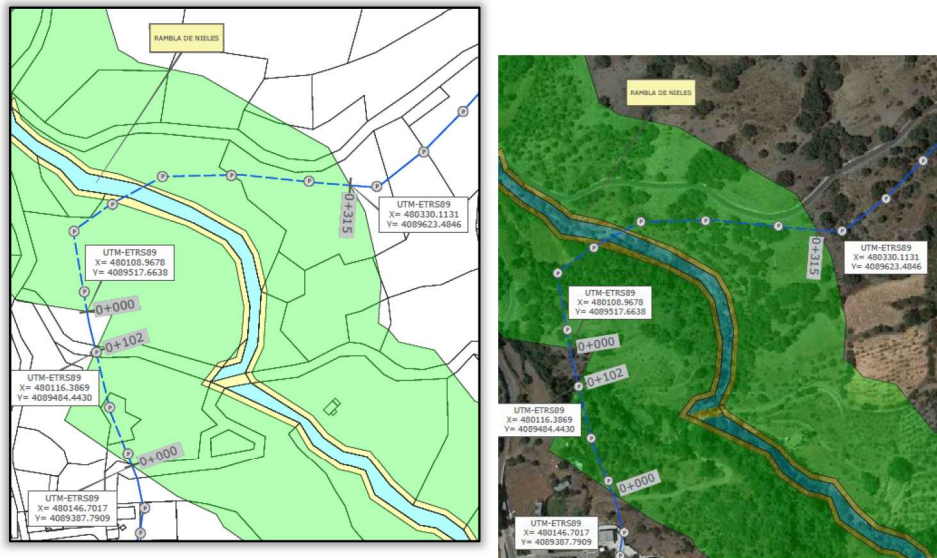 RAMBLA DE NIELES
P
P
P
P
P
P
P
P
0+315
UTM-ETRS89
X= 480330.1131
Y= 4089623.4846
P
UTM-ETRS89
X= 480108.9678
Y= 4089517.6638
P
0+000
0+102
UTM-ETRS89
X= 480116.3869
Y= 4089484.4430
P
P
0+000
UTM-ETRS89
X= 480146.7017
Y= 4089387.7909
P
P
RAMBLA DE NIELES
P
P
P
P
P
P
P
0+315
UTM-ETRS89
X= 480330.1131
Y= 4089623.4846
P
UTM-ETRS89
X= 480108.9678
Y= 4089517.6638
P
0+000
0+102
UTM-ETRS89
X= 480116.3869
Y= 4089484.4430
P
P
0+000
UTM-ETRS89
X= 480146.7017
Y= 4089387.7909
P
P